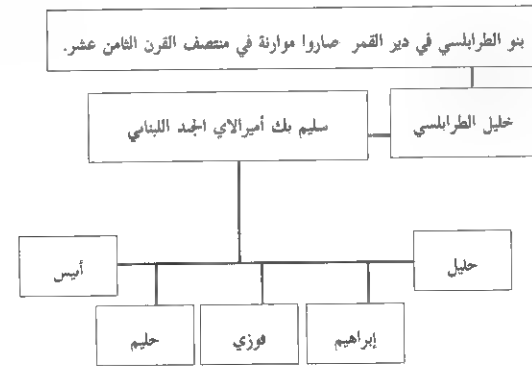 بنو الطرابلسي في دير القمر صاروا موارنة في منتصف القرن الثامن عشر.
خليل الطرابلسي
سليم بك أميرالاي الجند اللبناني
خليل
أنيس
إبراهيم
فوزي
حليم